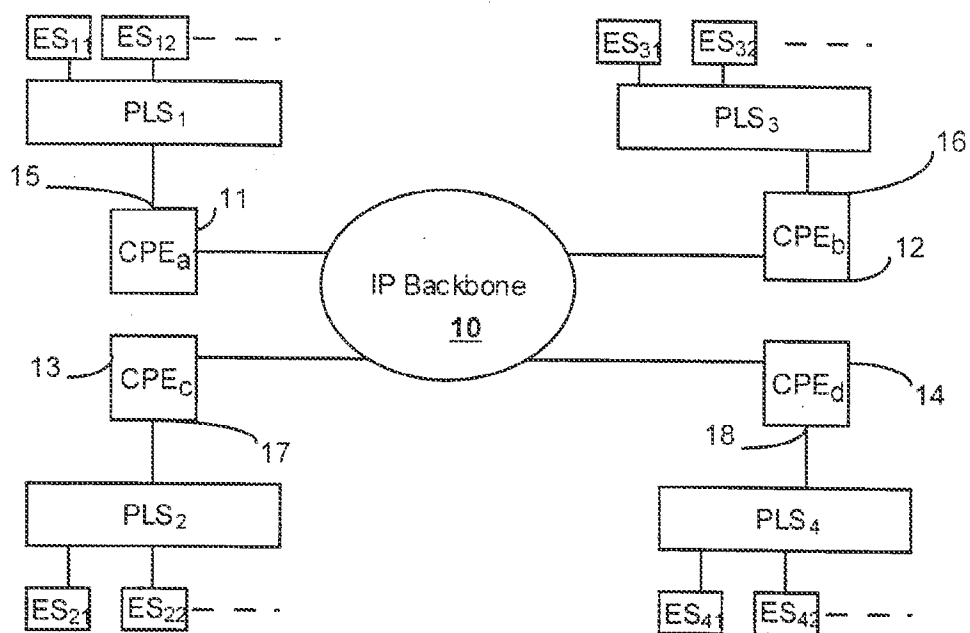 ES11 ES12
ES31 ES32
PLS1
PLS3
15
11
16
CPEa
CPEb
12
IP Backbone
10
13
CPEc
CPEd
14
17
18
PLS2
PLS4
ES21 ES22
ES41 ES42